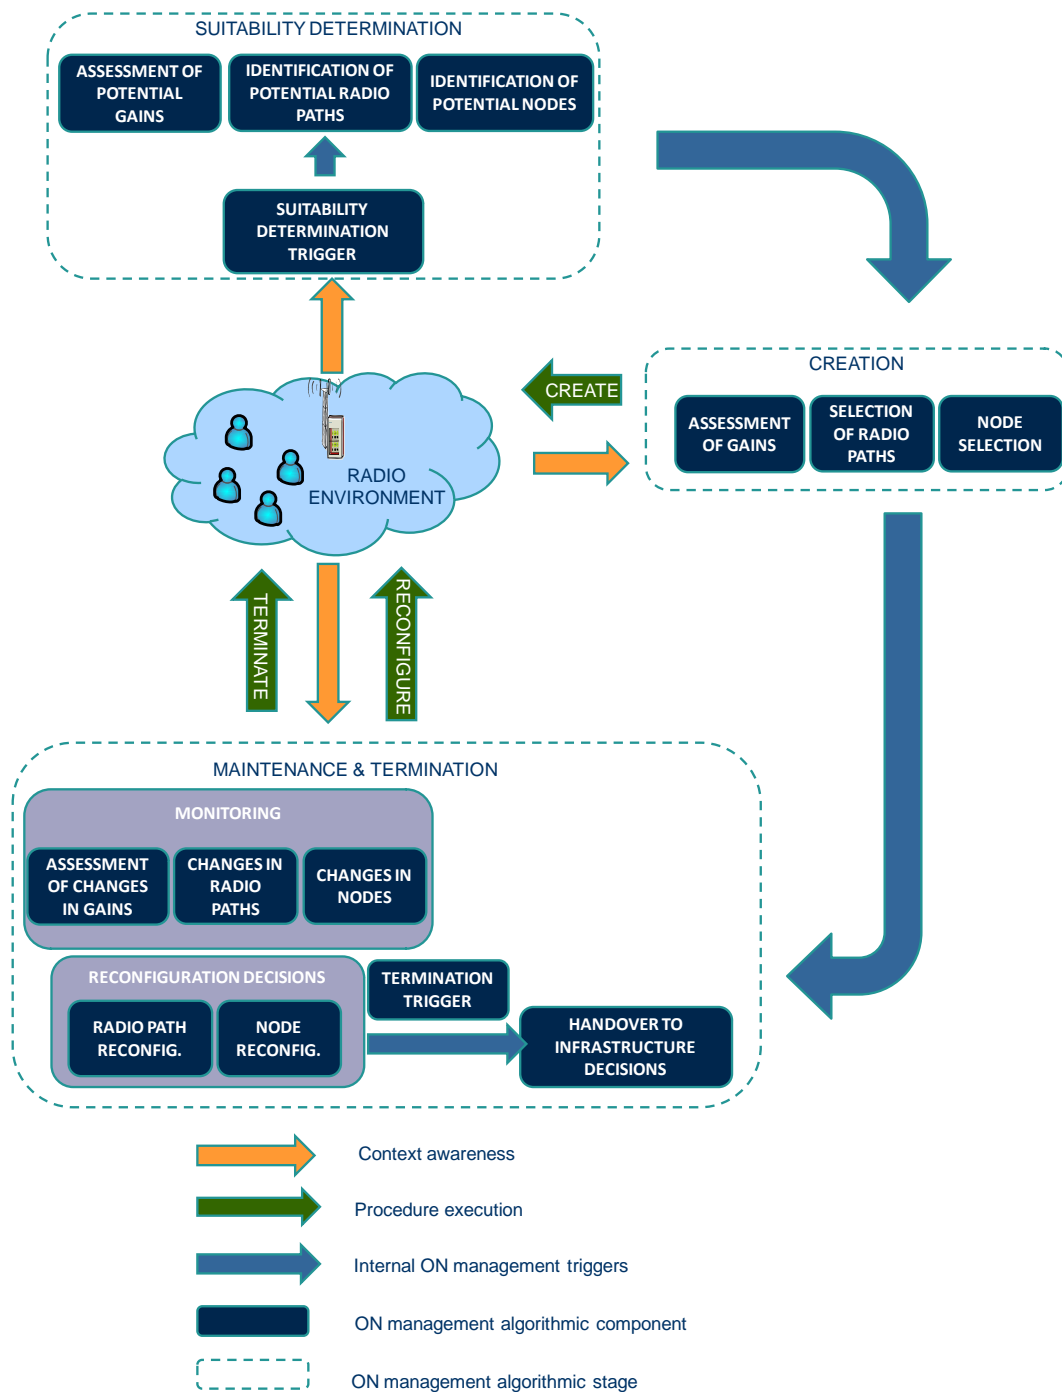 SUITABILITY DETERMINATION
ASSESSMENT OF
POTENTIAL
GAINS
IDENTIFICATION OF
POTENTIAL RADIO
PATHS
IDENTIFICATION OF
POTENTIAL NODES
SUITABILITY
DETERMINATION
TRIGGER
CREATION
CREATE
ASSESSMENT
OF GAINS
SELECTION
OF RADIO
PATHS
NODE
SELECTION
RADIO
ENVIRONMENT
TERMINATE
RECONFIGURE
MAINTENANCE & TERMINATION
MONITORING
ASSESSMENT
OF CHANGES
IN GAINS
CHANGES IN
RADIO
PATHS
CHANGES IN
NODES
RECONFIGURATION DECISIONS
RADIO PATH
RECONFIG.
NODE
RECONFIG.
TERMINATION
TRIGGER
HANDOVER TO
INFRASTRUCTURE
DECISIONS
Context awareness
Procedure execution
Internal ON management triggers
ON management algorithmic component
ON management algorithmic stage